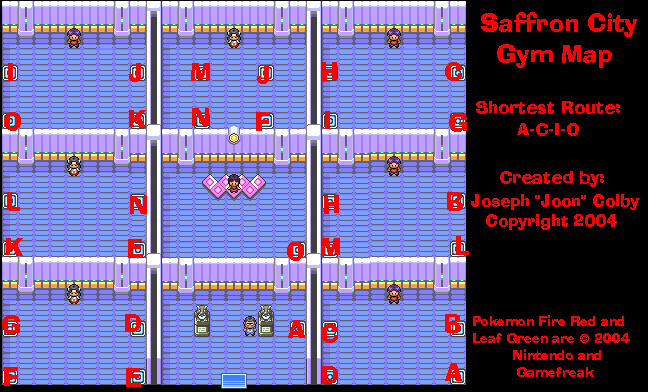 Saffron City
Gym Map
Shortest Route:
A-C-I-O
Created by:
Joseph "Joon" Colby
Copyright 2004
Pokemon Fire Red and
Leaf Green are © 2004
Nintendo and
Gamefreak
I J M J H C
O K N F I G
L N H B
K E O M L
G D A C B
F E D A